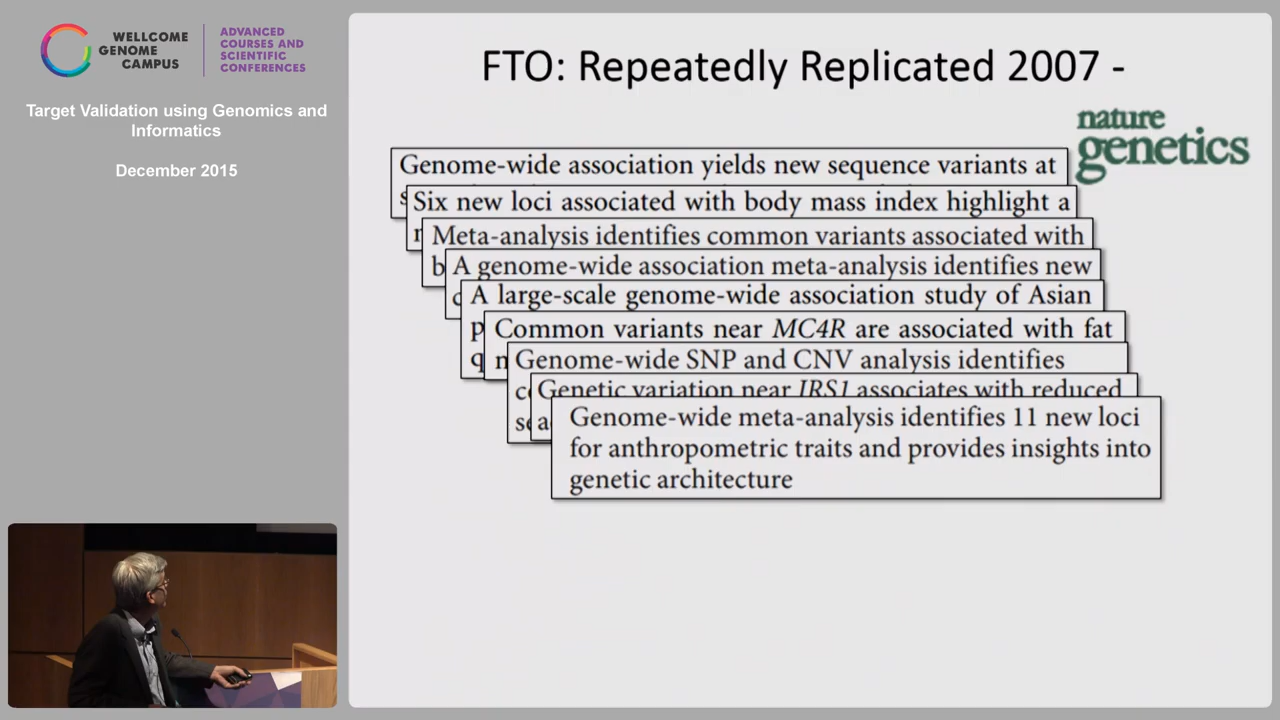 WELLCOME
GENOME
CAMPUS
ADVANCED
COURSES AND
SCIENTIFIC
CONFERENCES
Target Validation using Genomics and
Informatics
December 2015
FTO: Repeatedly Replicated 2007 -
nature
genetics
Genome-wide association yields new sequence variants at
s
Six new loci associated with body mass index highlight a
Meta-analysis identifies common variants associated with
b
A genome-wide association meta-analysis identifies new
A large-scale genome-wide association study of Asian
p
q
Common variants near MC4R are associated with fat
Genome-wide SNP and CNV analysis identifies
Genetic variation near IRS1 associates with reduced
a
Genome-wide meta-analysis identifies 11 new loci
for anthropometric traits and provides insights into
genetic architecture